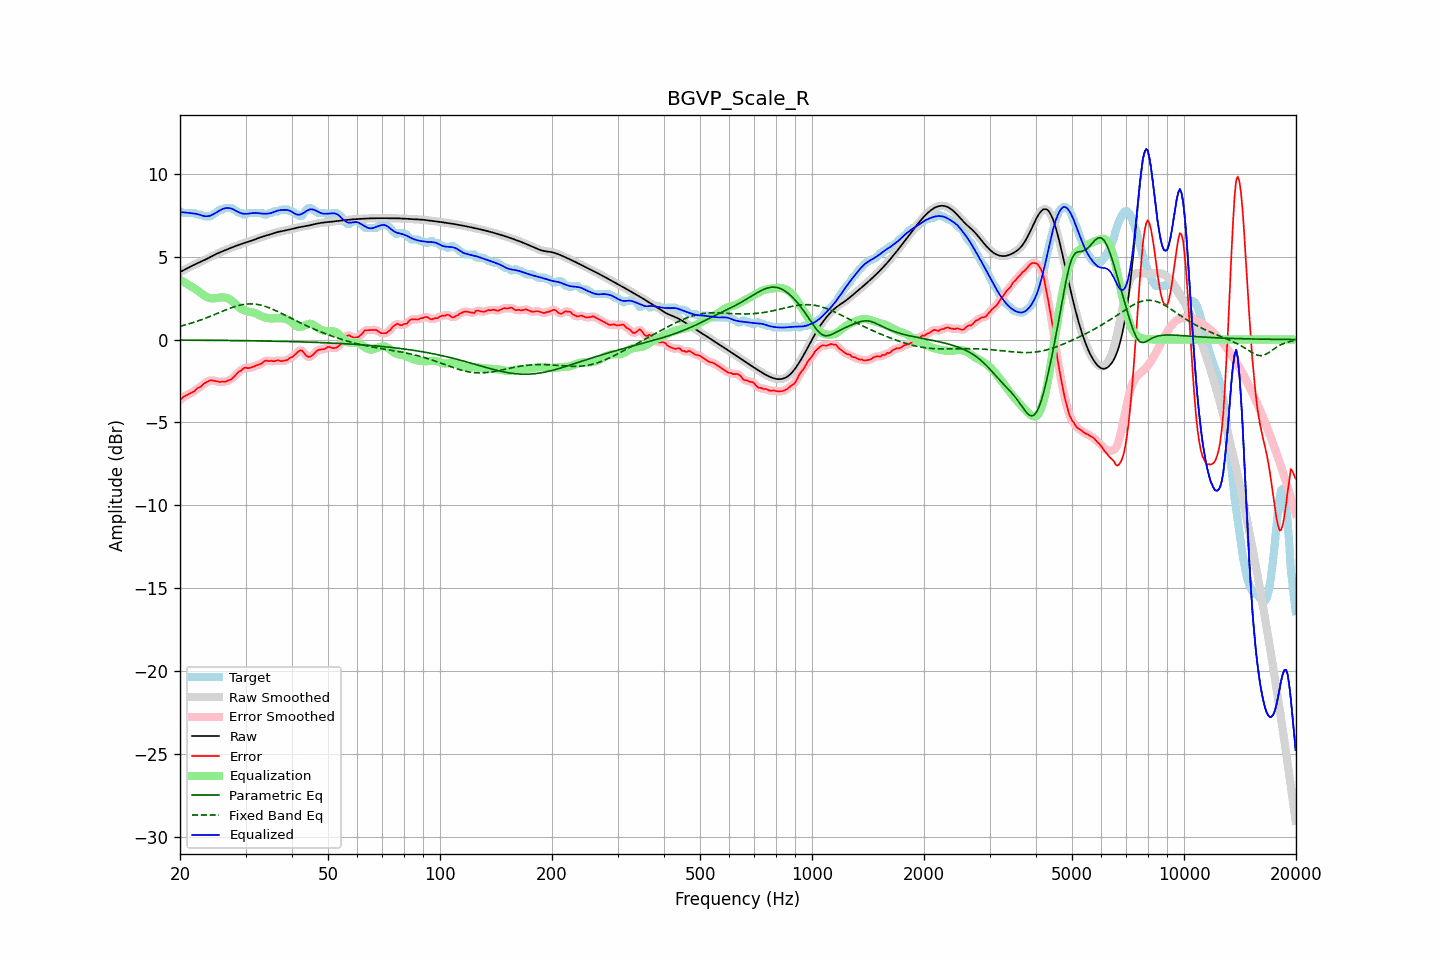 BGVP_Scale_R
10
5
0
−5
−10
−15
−20
−25
−30
Amplitude (dBr)
Target
Raw Smoothed
Error Smoothed
Raw
Error
Equalization
Parametric Eq
Fixed Band Eq
Equalized
20
50
100
200
500
1000
2000
5000
10000
20000
Frequency (Hz)